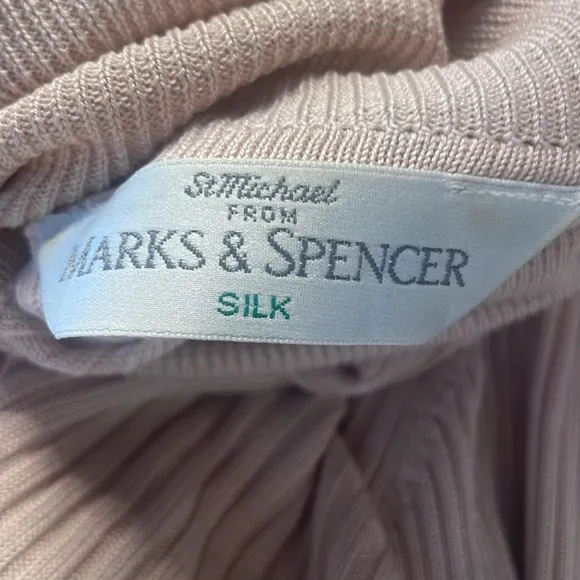 St Michael
FROM
MARKS & SPENCER
SILK